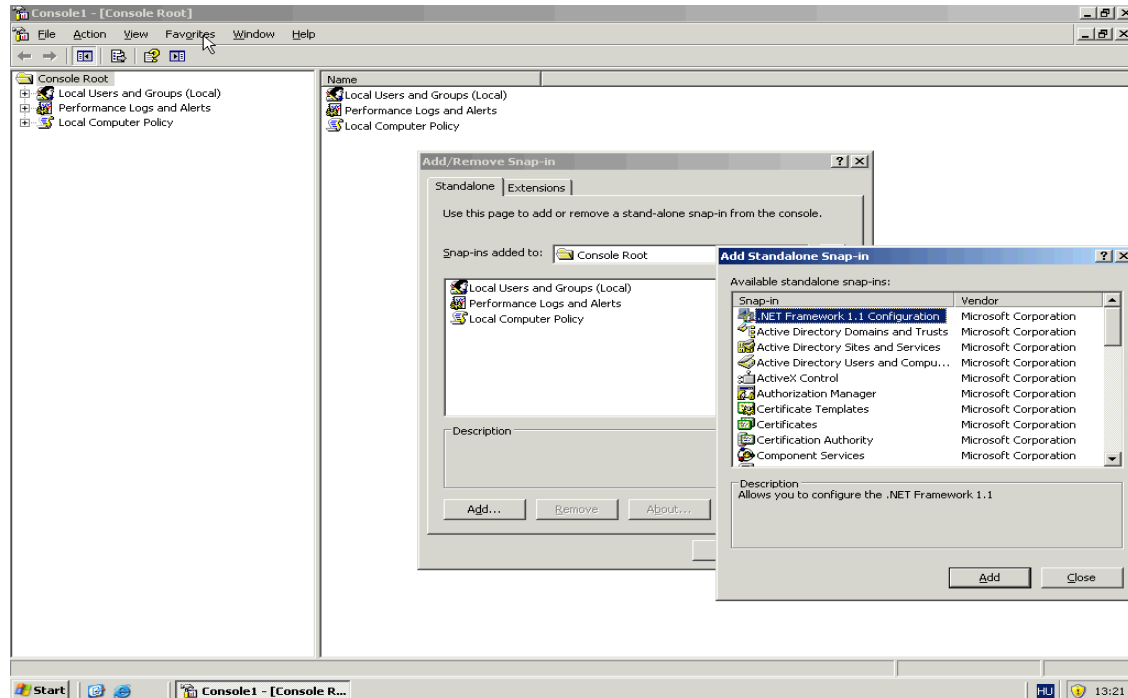 Console1 - [Console Root]
File Action View Favorites Window Help
Console Root
Local Users and Groups (Local)
Performance Logs and Alerts
Local Computer Policy
Name
Local Users and Groups (Local)
Performance Logs and Alerts
Local Computer Policy
Add/Remove Snap-in
Standalone Extensions
Use this page to add or remove a stand-alone snap-in from the console.
Snap-ins added to: Console Root
Local Users and Groups (Local)
Performance Logs and Alerts
Local Computer Policy
Description
Add... Remove About...
Add Standalone Snap-in
Available standalone snap-ins:
Snap-in Vendor
.NET Framework 1.1 Configuration Microsoft Corporation
Active Directory Domains and Trusts Microsoft Corporation
Active Directory Sites and Services Microsoft Corporation
Active Directory Users and Compu... Microsoft Corporation
ActiveX Control Microsoft Corporation
Authorization Manager Microsoft Corporation
Certificate Templates Microsoft Corporation
Certificates Microsoft Corporation
Certification Authority Microsoft Corporation
Component Services Microsoft Corporation
Description
Allows you to configure the .NET Framework 1.1
Add Close
Start Console1 - [Console R... HU 13:21